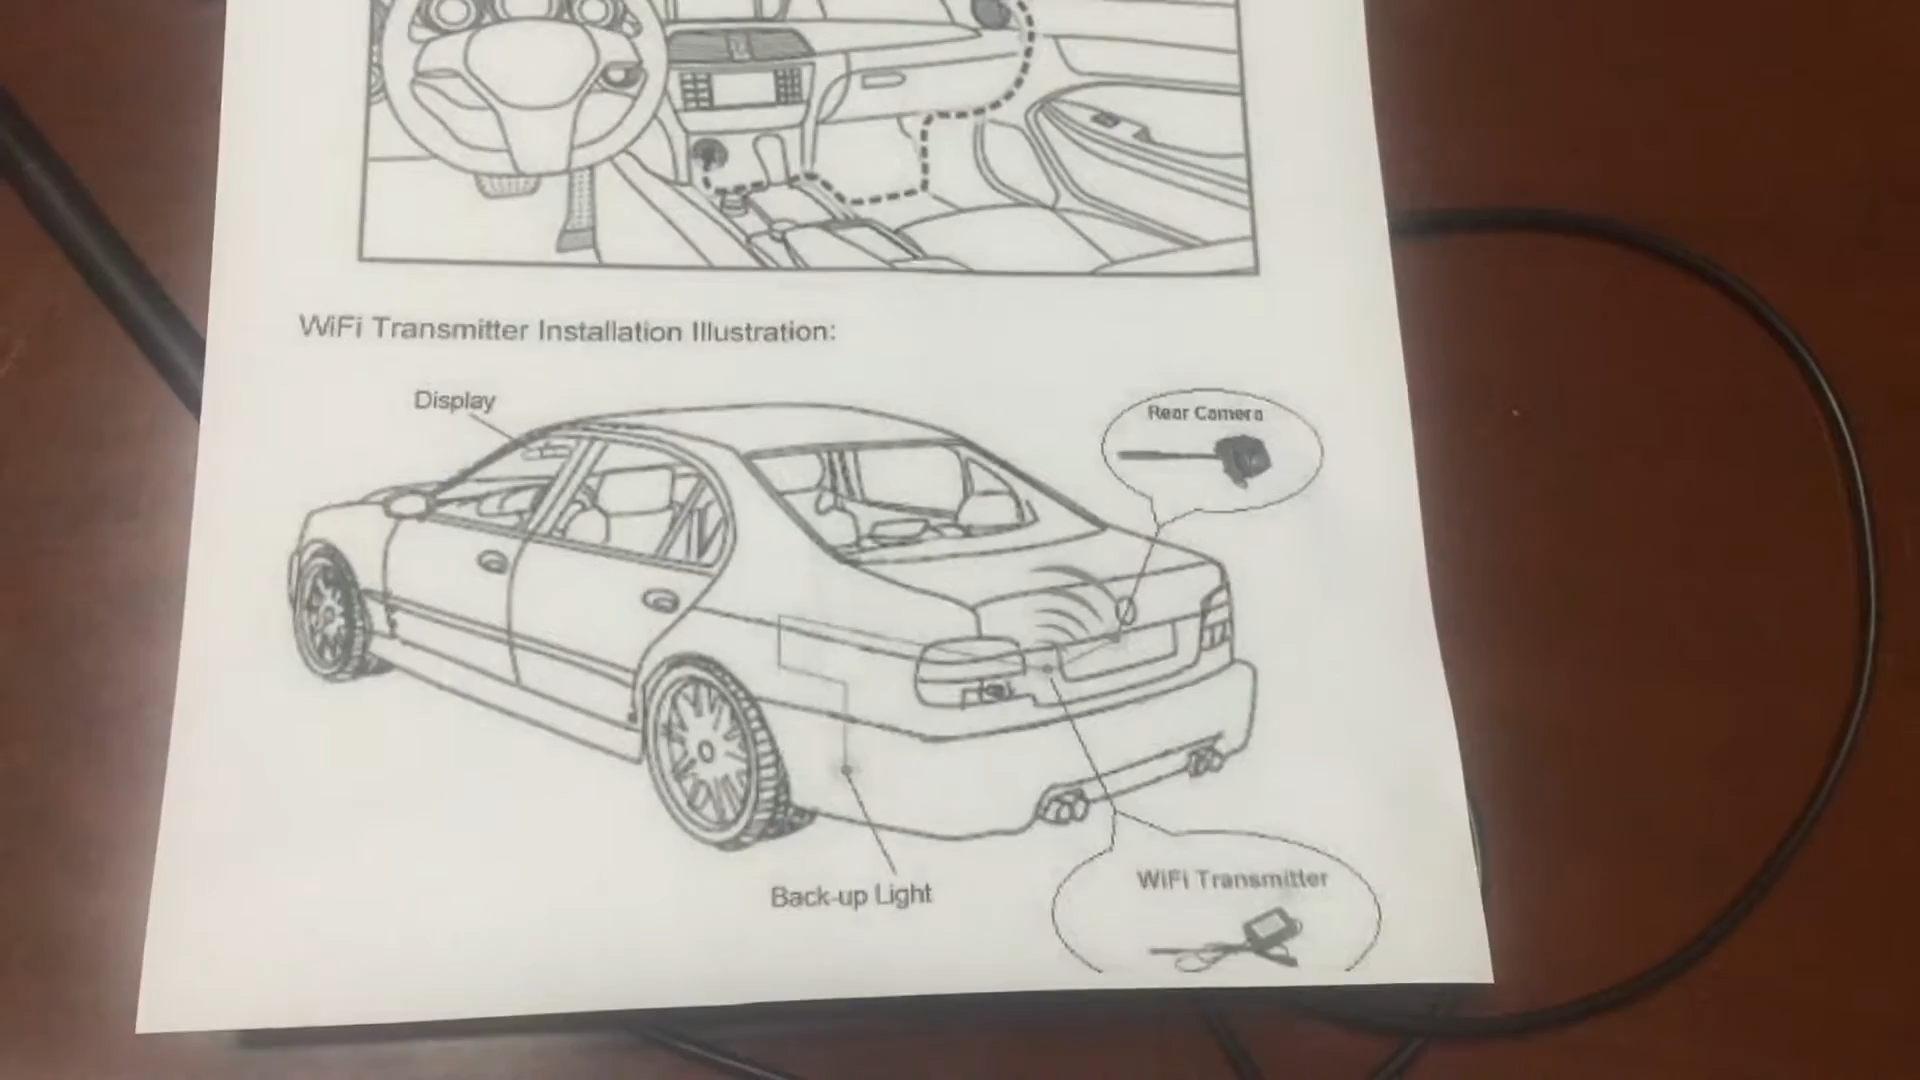 WiFi Transmitter Installation Illustration:
Display
Rear Camera
Back-up Light
WiFi Transmitter